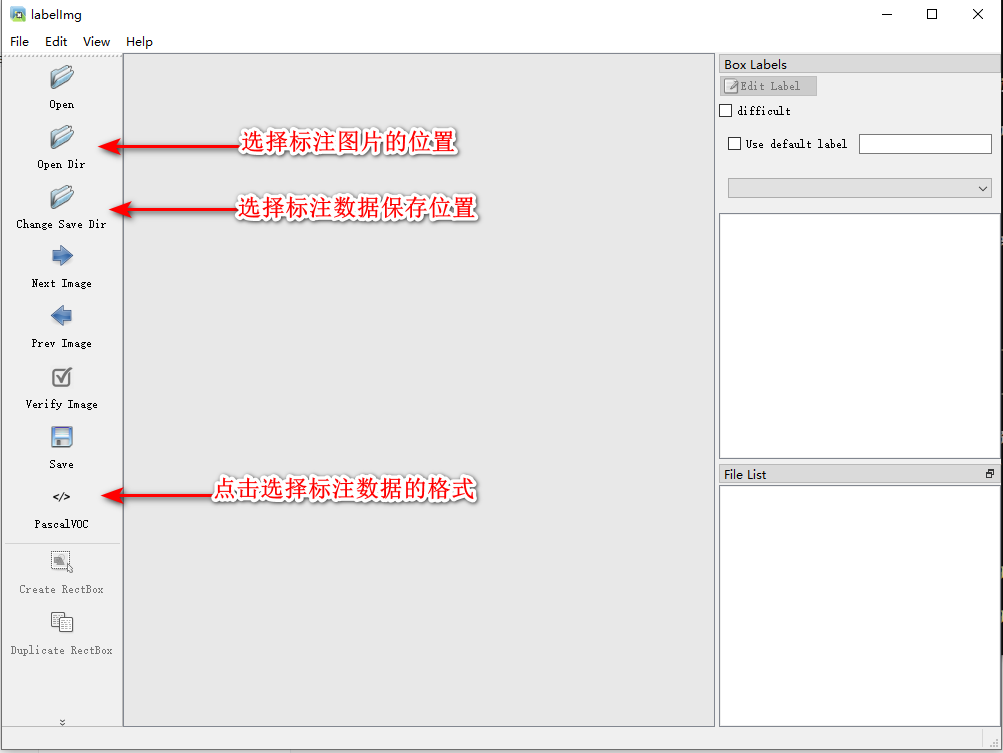 labelImg
File Edit View Help
Open
Open Dir
选择标注图片的位置
Change Save Dir
选择标注数据保存位置
Next Image
Prev Image
Verify Image
Save
</>
PascalVOC
点击选择标注数据的格式
Create RectBox
Duplicate RectBox
Box Labels
Edit Label
difficult
Use default label
File List